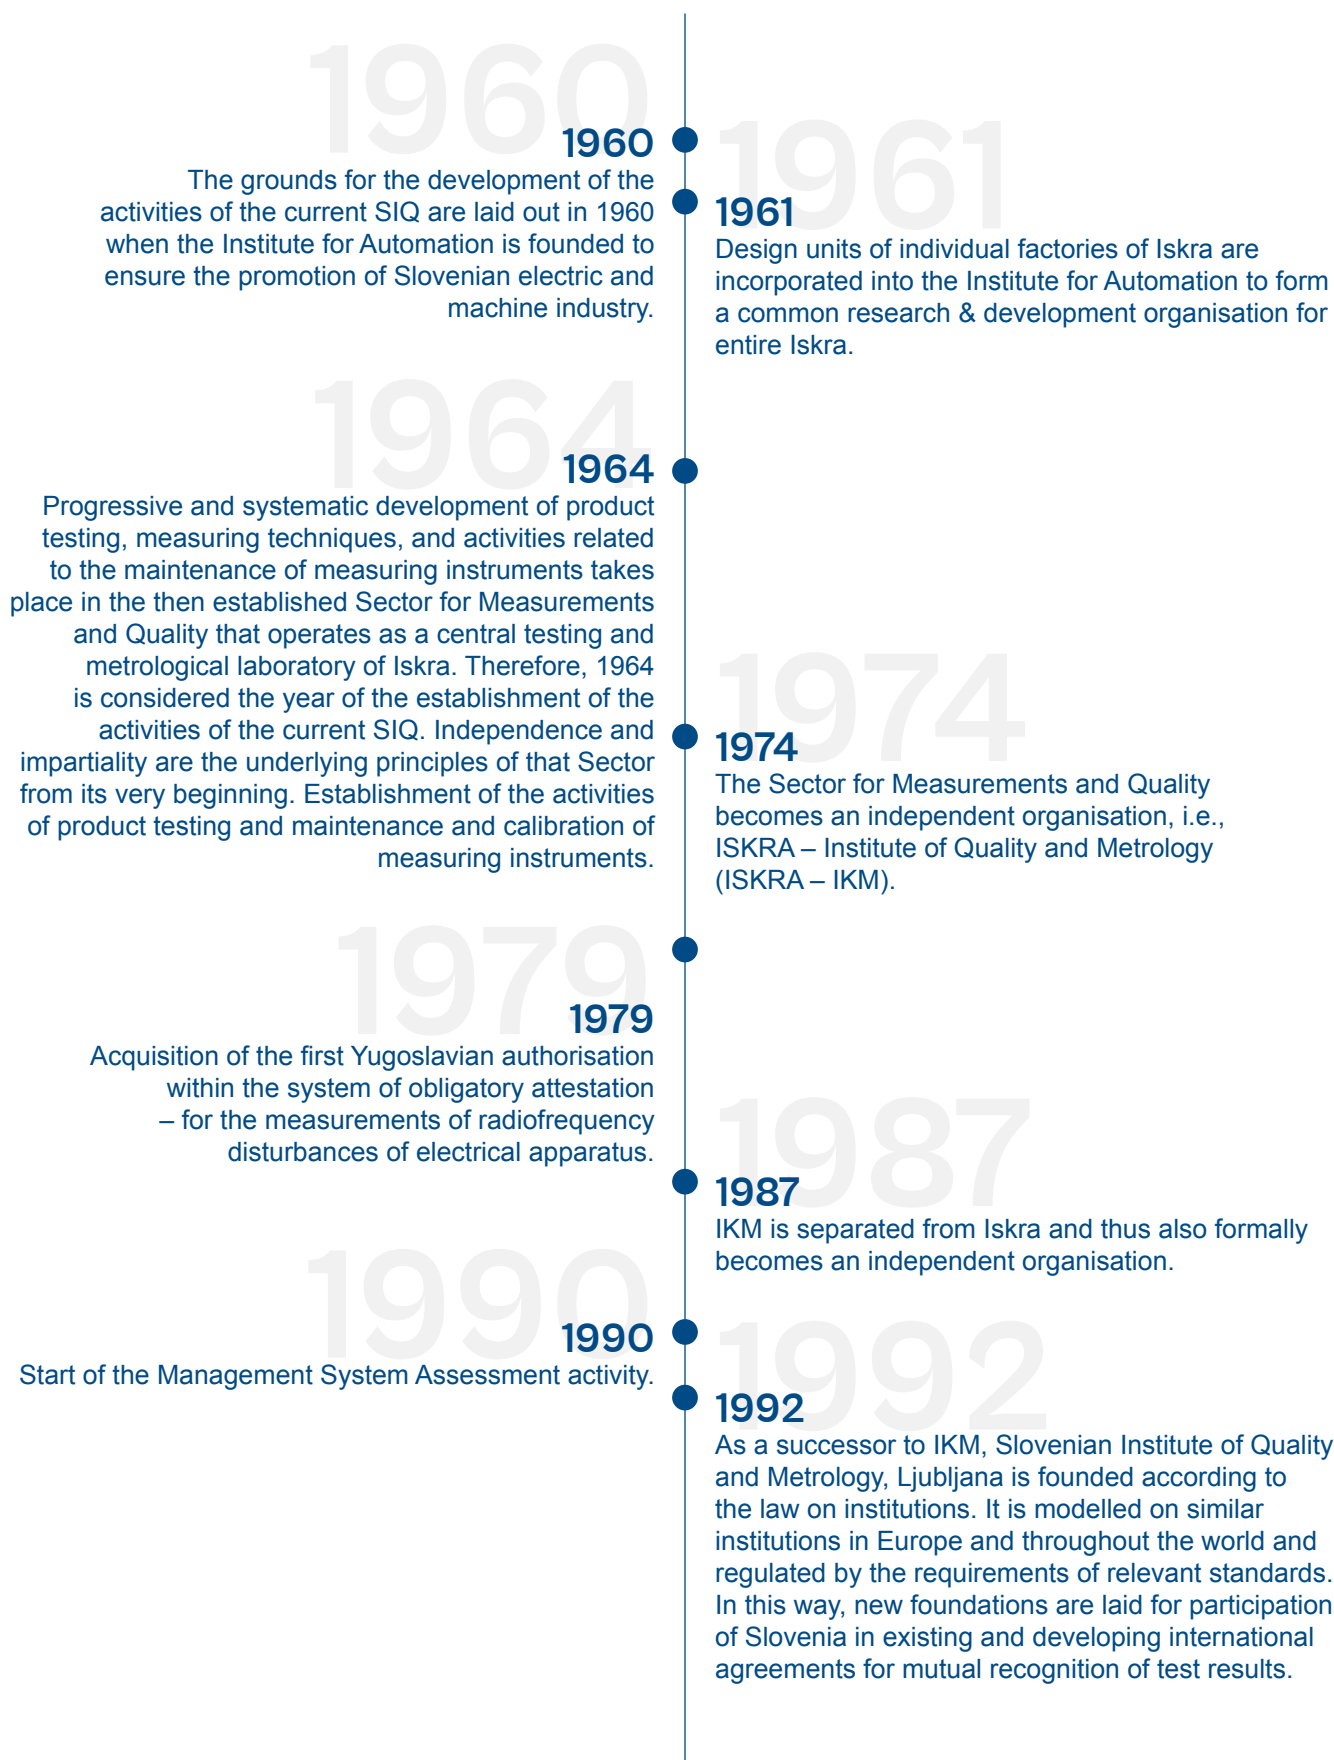 1960
1960
The grounds for the development of the
activities of the current SIQ are laid out in 1960
when the Institute for Automation is founded to
ensure the promotion of Slovenian electric and
machine industry.
1961
1961
Design units of individual factories of Iskra are
incorporated into the Institute for Automation to form
a common research & development organisation for
entire Iskra.
1964
1964
Progressive and systematic development of product
testing, measuring techniques, and activities related
to the maintenance of measuring instruments takes
place in the then established Sector for Measurements
and Quality that operates as a central testing and
metrological laboratory of Iskra. Therefore, 1964
is considered the year of the establishment of the
activities of the current SIQ. Independence and
impartiality are the underlying principles of that Sector
from its very beginning. Establishment of the activities
of product testing and maintenance and calibration of
measuring instruments.
1974
1974
The Sector for Measurements and Quality
becomes an independent organisation, i.e.,
ISKRA – Institute of Quality and Metrology
(ISKRA – IKM).
1979
1979
Acquisition of the first Yugoslavian authorisation
within the system of obligatory attestation
– for the measurements of radiofrequency
disturbances of electrical apparatus.
1987
1987
IKM is separated from Iskra and thus also formally
becomes an independent organisation.
1990
1990
Start of the Management System Assessment activity.
1992
1992
As a successor to IKM, Slovenian Institute of Quality
and Metrology, Ljubljana is founded according to
the law on institutions. It is modelled on similar
institutions in Europe and throughout the world and
regulated by the requirements of relevant standards.
In this way, new foundations are laid for participation
of Slovenia in existing and developing international
agreements for mutual recognition of test results.